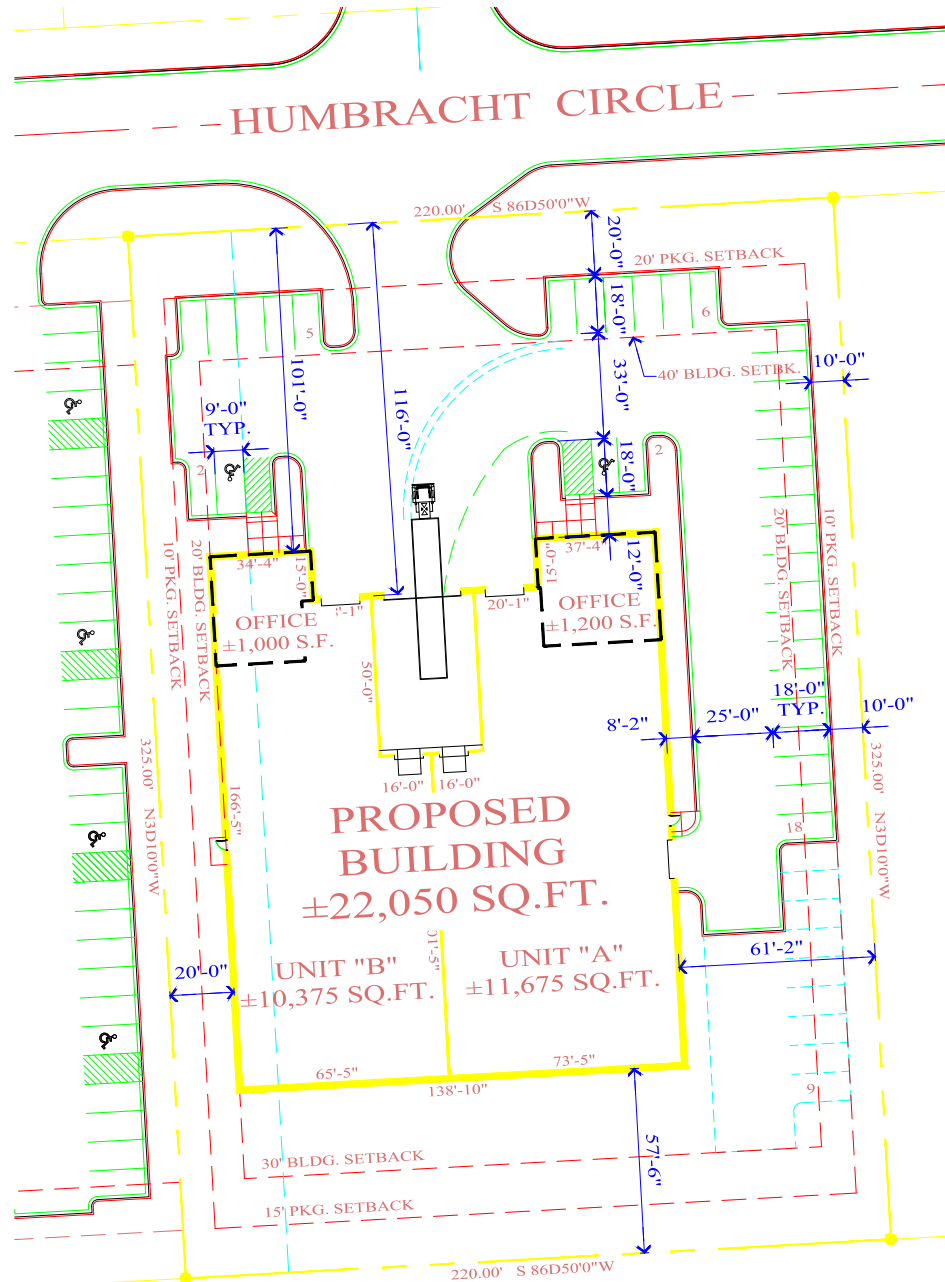 HUMBRACHT CIRCLE
220.00' S 86D50'0"W
20'-0"
20' PKG. SETBACK
18'-0"
6
5
40' BLDG. SETBK.
10'-0"
101'-0"
116'-0"
33'-0"
9'-0"
TYP.
2
2
18'-0"
10' PKG. SETBACK
20' BLDG. SETBACK
20' BLDG. SETBACK
10' PKG. SETBACK
34'-4"
15'-0"
37'-4"
15'-0"
12'-0"
20'-1"
OFFICE
±1,000 S.F.
OFFICE
±1,200 S.F.
50'-0"
18'-0"
TYP.
8'-2"
25'-0"
10'-0"
325.00' N3D10'0"W
325.00' N3D10'0"W
16'-0"
16'-0"
166'-5"
18
PROPOSED
BUILDING
±22,050 SQ.FT.
UNIT "B"
±10,375 SQ.FT.
UNIT "A"
±11,675 SQ.FT.
20'-0"
61'-2"
65'-5"
73'-5"
138'-10"
9
57'-6"
30' BLDG. SETBACK
15' PKG. SETBACK
220.00' S 86D50'0"W